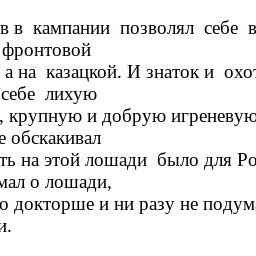 в в кампании позволял себе в
фронтовой
а на казацкой. И знаток и охот
себе лихую
, крупную и добрую игреневую
е обскакивал
ть на этой лошади было для Ро
мал о лошади,
о докторше и ни разу не подума
и.